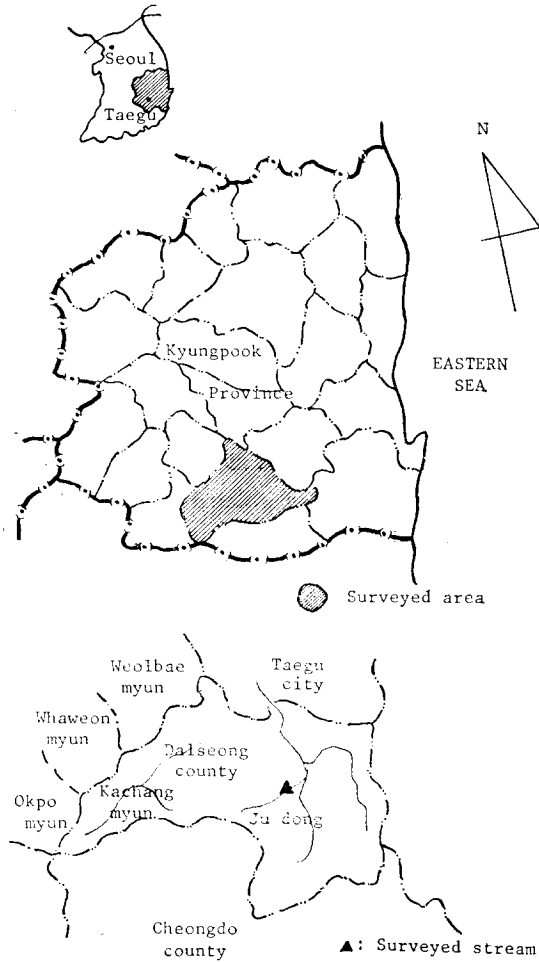 Seoul
Taegu
N
Kyungpook
Province
EASTERN
SEA
Surveyed area
Woolbae
myun
Taegu
city
Whaweon
myun
Dalseong
county
Kachang
myun
Okpo
myun
Ju dong
Cheongdo
county
▲: Surveyed stream